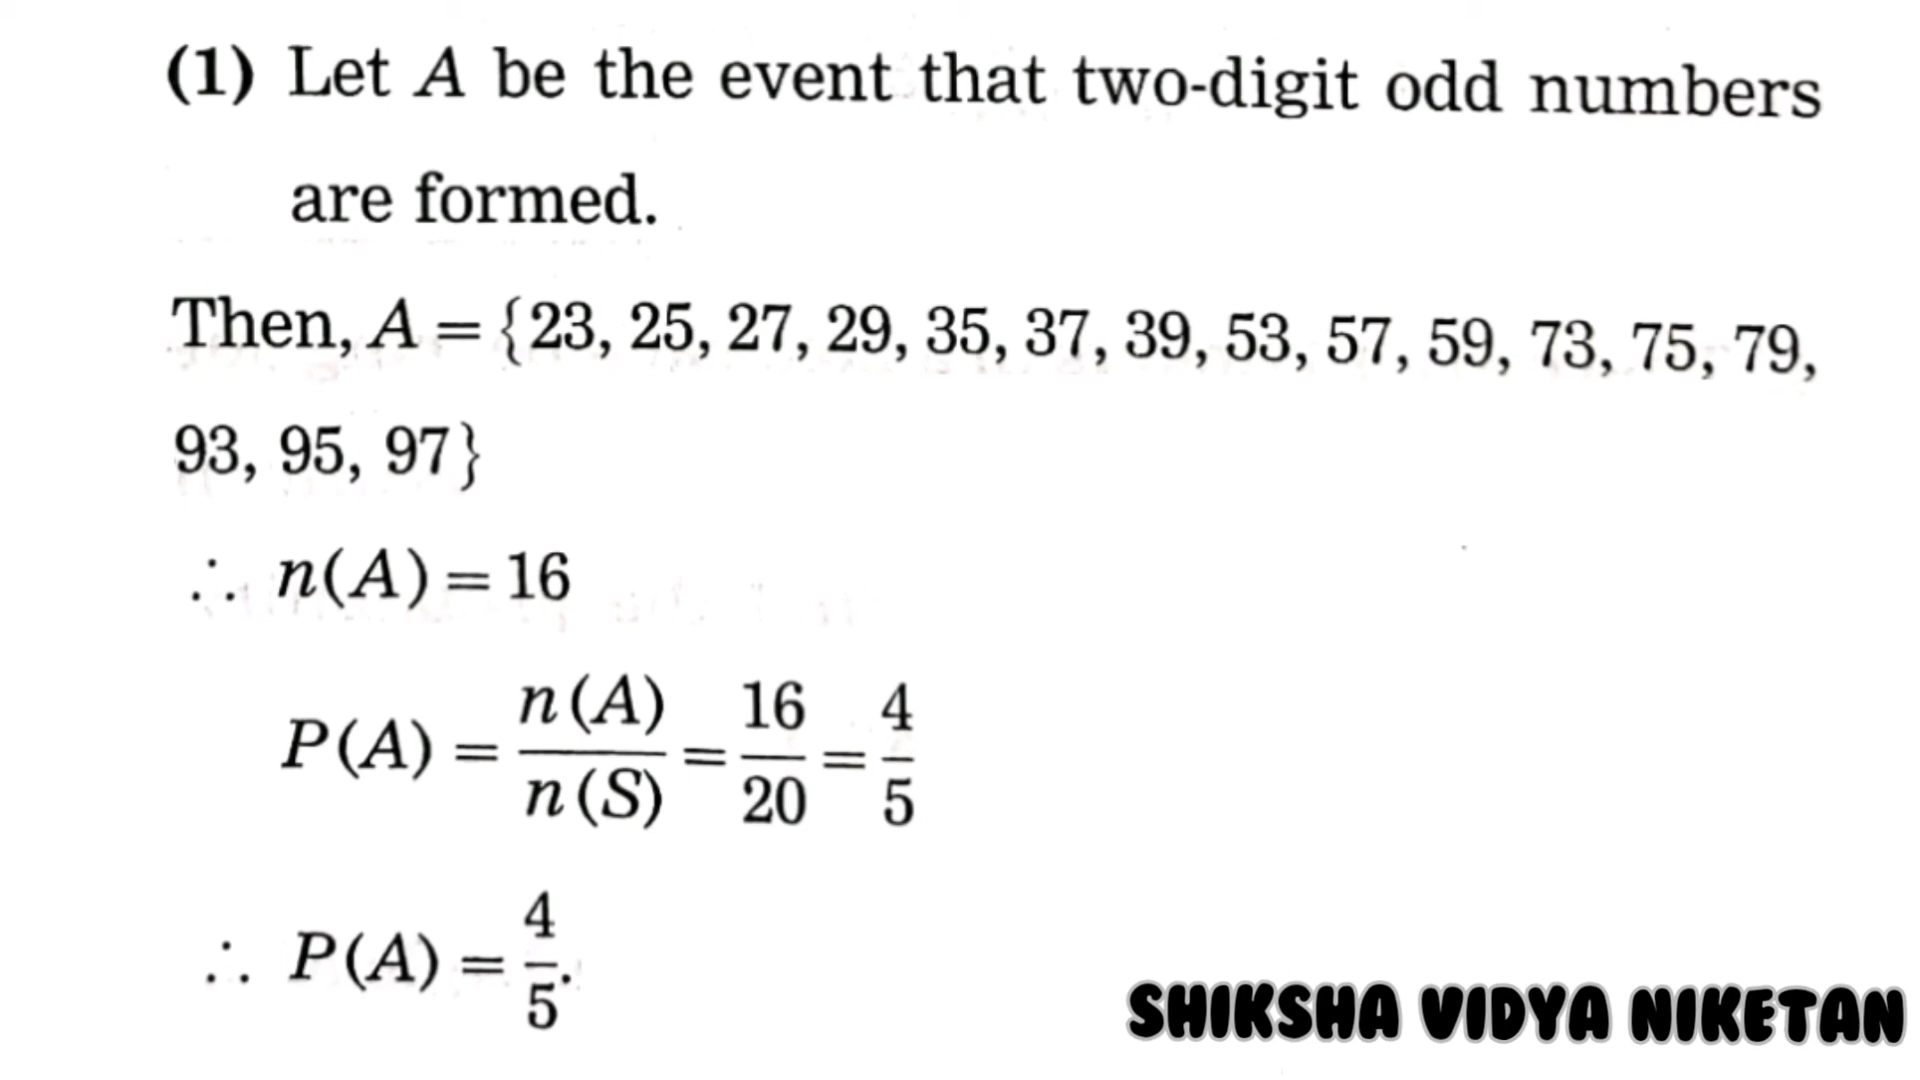 (1) Let A be the event that two-digit odd numbers
are formed.
Then, A = {23, 25, 27, 29, 35, 37, 39, 53, 57, 59, 73, 75, 79,
93, 95, 97}
∴ n(A) = 16
P(A) = n(A)/n(S) = 16/20 = 4/5
∴ P(A) = 4/5.
SHIKSHA VIDYA NIKETAN